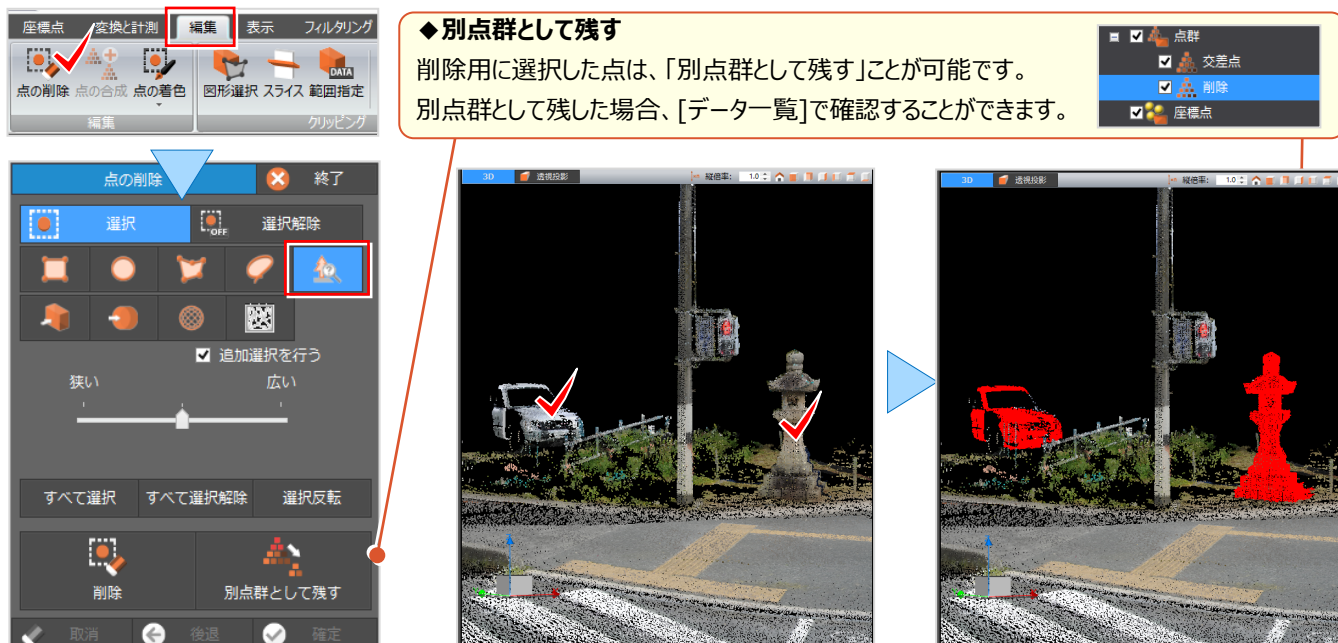 座標点 変換と計測 編集 表示 フィルタリング
点の削除 点の合成 点の着色 図形選択 スライス 範囲指定
DATA
編集 クリッピング
◆別点群として残す
削除用に選択した点は、「別点群として残す」ことが可能です。
別点群として残した場合、[データ一覧]で確認することができます。
点群
交差点
削除
座標点
点の削除 終了
選択 OFF 選択解除
追加選択を行う
狭い 広い
すべて選択 すべて選択解除 選択反転
削除 別点群として残す
取消 後退 確定
3D 透視投影 縦倍率: 1.0
3D 透視投影 縦倍率: 1.0